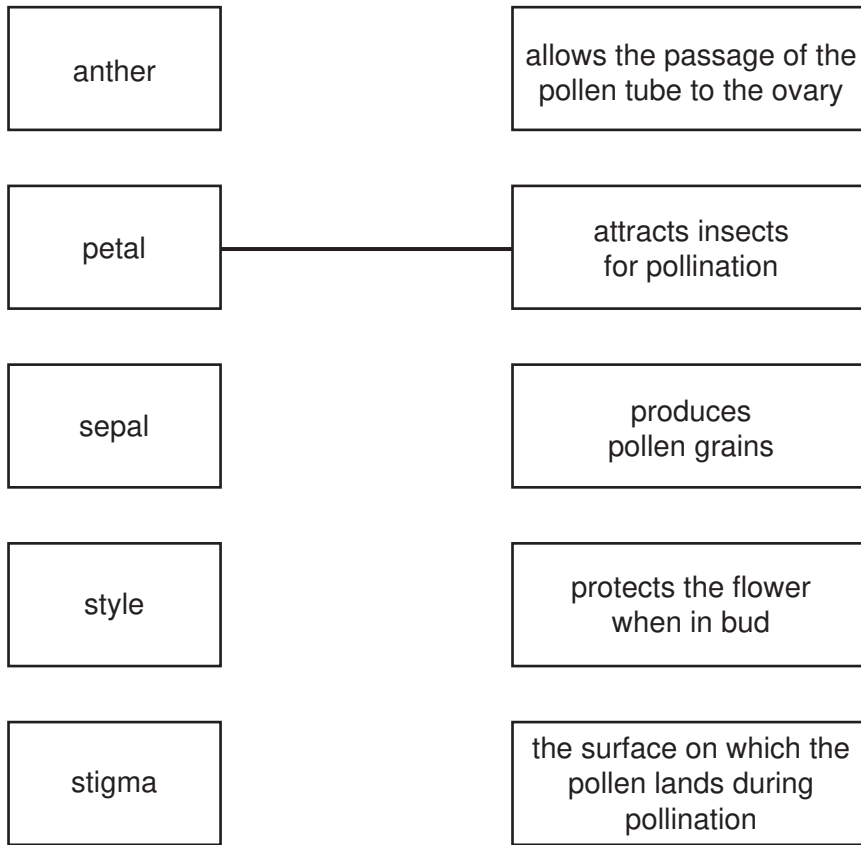 anther
allows the passage of the
pollen tube to the ovary
petal
attracts insects
for pollination
sepal
produces
pollen grains
style
protects the flower
when in bud
stigma
the surface on which the
pollen lands during
pollination